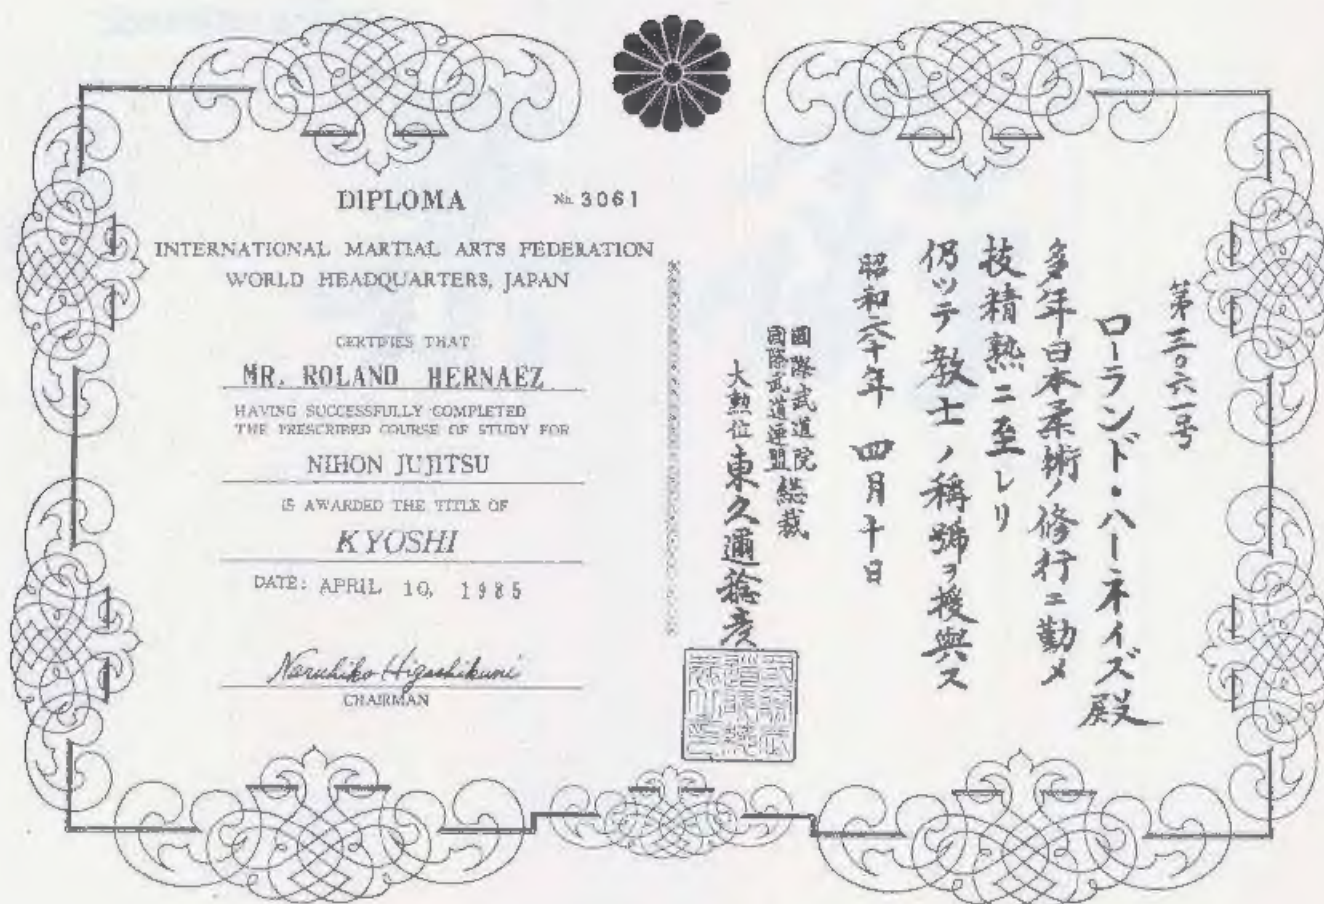 DIPLOMA No. 3061
INTERNATIONAL MARTIAL ARTS FEDERATION
WORLD HEADQUARTERS, JAPAN
CERTIFIES THAT
MR. ROLAND HERNAEZ
HAVING SUCCESSFULLY COMPLETED
THE PRESCRIBED COURSE OF STUDY FOR
NIHON JUJITSU
IS AWARDED THE TITLE OF
KYOSHI
DATE: APRIL 10, 1985
Naruhiko Higashikuni
CHAIRMAN
第三〇六一号
ローランド・ハーネイズ殿
多年日本柔術ノ修行ニ勤メ
技精熟ニ至レリ
仍ッテ教士ノ稱號ヲ授與ス
昭和六十年 四月十日
國際武道院
國際武道連盟 総裁
大勲位 東久邇稔彦